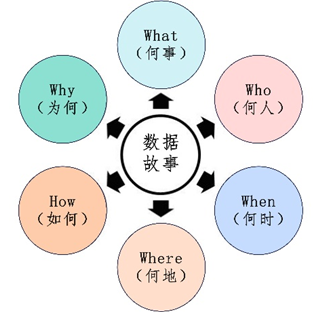 What
（何事）
Why
（为何）
Who
（何人）
数据
故事
How
（如何）
When
（何时）
Where
（何地）